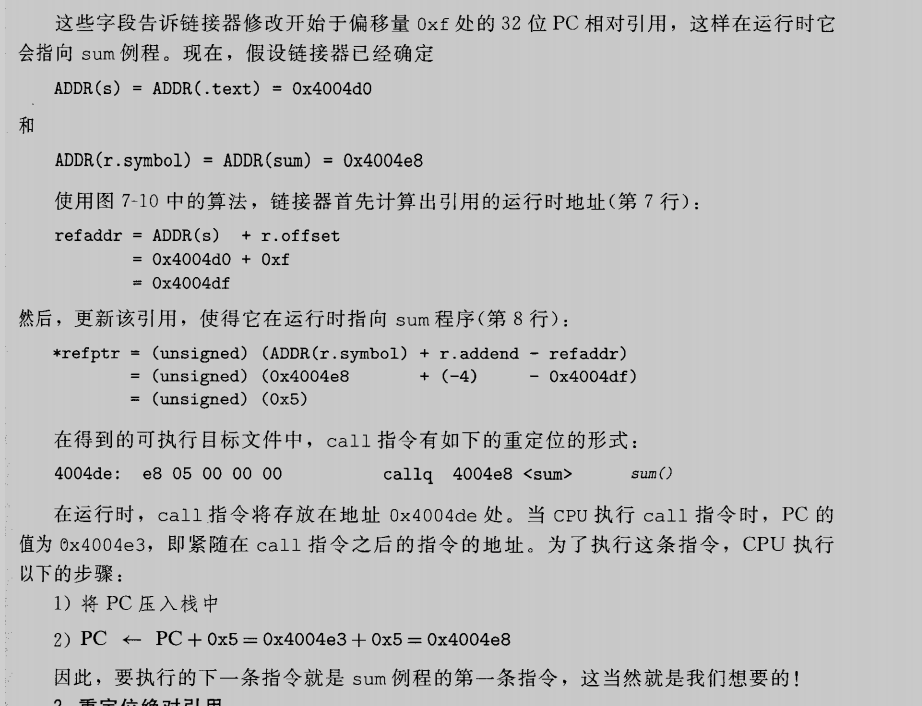 这些字段告诉链接器修改开始于偏移量 0xf 处的 32 位 PC 相对引用，这样在运行时它
会指向 sum 例程。现在，假设链接器已经确定
ADDR(s) = ADDR(.text) = 0x4004d0
和
ADDR(r.symbol) = ADDR(sum) = 0x4004e8
使用图 7-10 中的算法，链接器首先计算出引用的运行时地址(第 7 行)：
refaddr = ADDR(s) + r.offset
= 0x4004d0 + 0xf
= 0x4004df
然后，更新该引用，使得它在运行时指向 sum 程序(第 8 行)：
*refptr = (unsigned) (ADDR(r.symbol) + r.addend - refaddr)
= (unsigned) (0x4004e8 + (-4) - 0x4004df)
= (unsigned) (0x5)
在得到的可执行目标文件中，call 指令有如下的重定位的形式：
4004de: e8 05 00 00 00 callq 4004e8 <sum> sum()
在运行时，call 指令将存放在地址 0x4004de 处。当 CPU 执行 call 指令时，PC 的
值为 0x4004e3，即紧随在 call 指令之后的指令的地址。为了执行这条指令，CPU 执行
以下的步骤：
1) 将 PC 压入栈中
2) PC ← PC + 0x5 = 0x4004e3 + 0x5 = 0x4004e8
因此，要执行的下一条指令就是 sum 例程的第一条指令，这当然就是我们想要的！
2. 重定位绝对引用